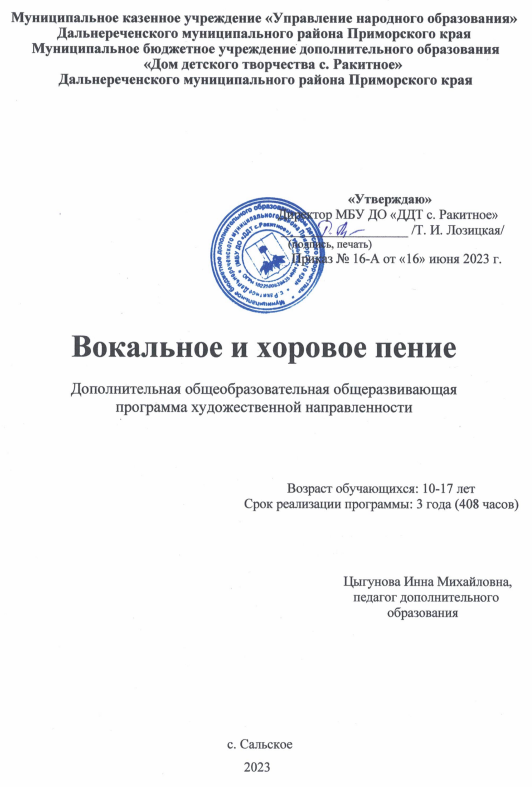 Муниципальное казенное учреждение «Управление народного образования»
Дальнереченского муниципального района Приморского края
Муниципальное бюджетное учреждение дополнительного образования
«Дом детского творчества с. Ракитное»
Дальнереченского муниципального района Приморского края
«Утверждаю»
Директор МБУ ДО «ДДТ с. Ракитное»
/Т. И. Лозицкая/
(подпись, печать)
Приказ № 16-А от «16» июня 2023 г.
Вокальное и хоровое пение
Дополнительная общеобразовательная общеразвивающая
программа художественной направленности
Возраст обучающихся: 10-17 лет
Срок реализации программы: 3 года (408 часов)
Цыгунова Инна Михайловна,
педагог дополнительного
образования
с. Сальское
2023